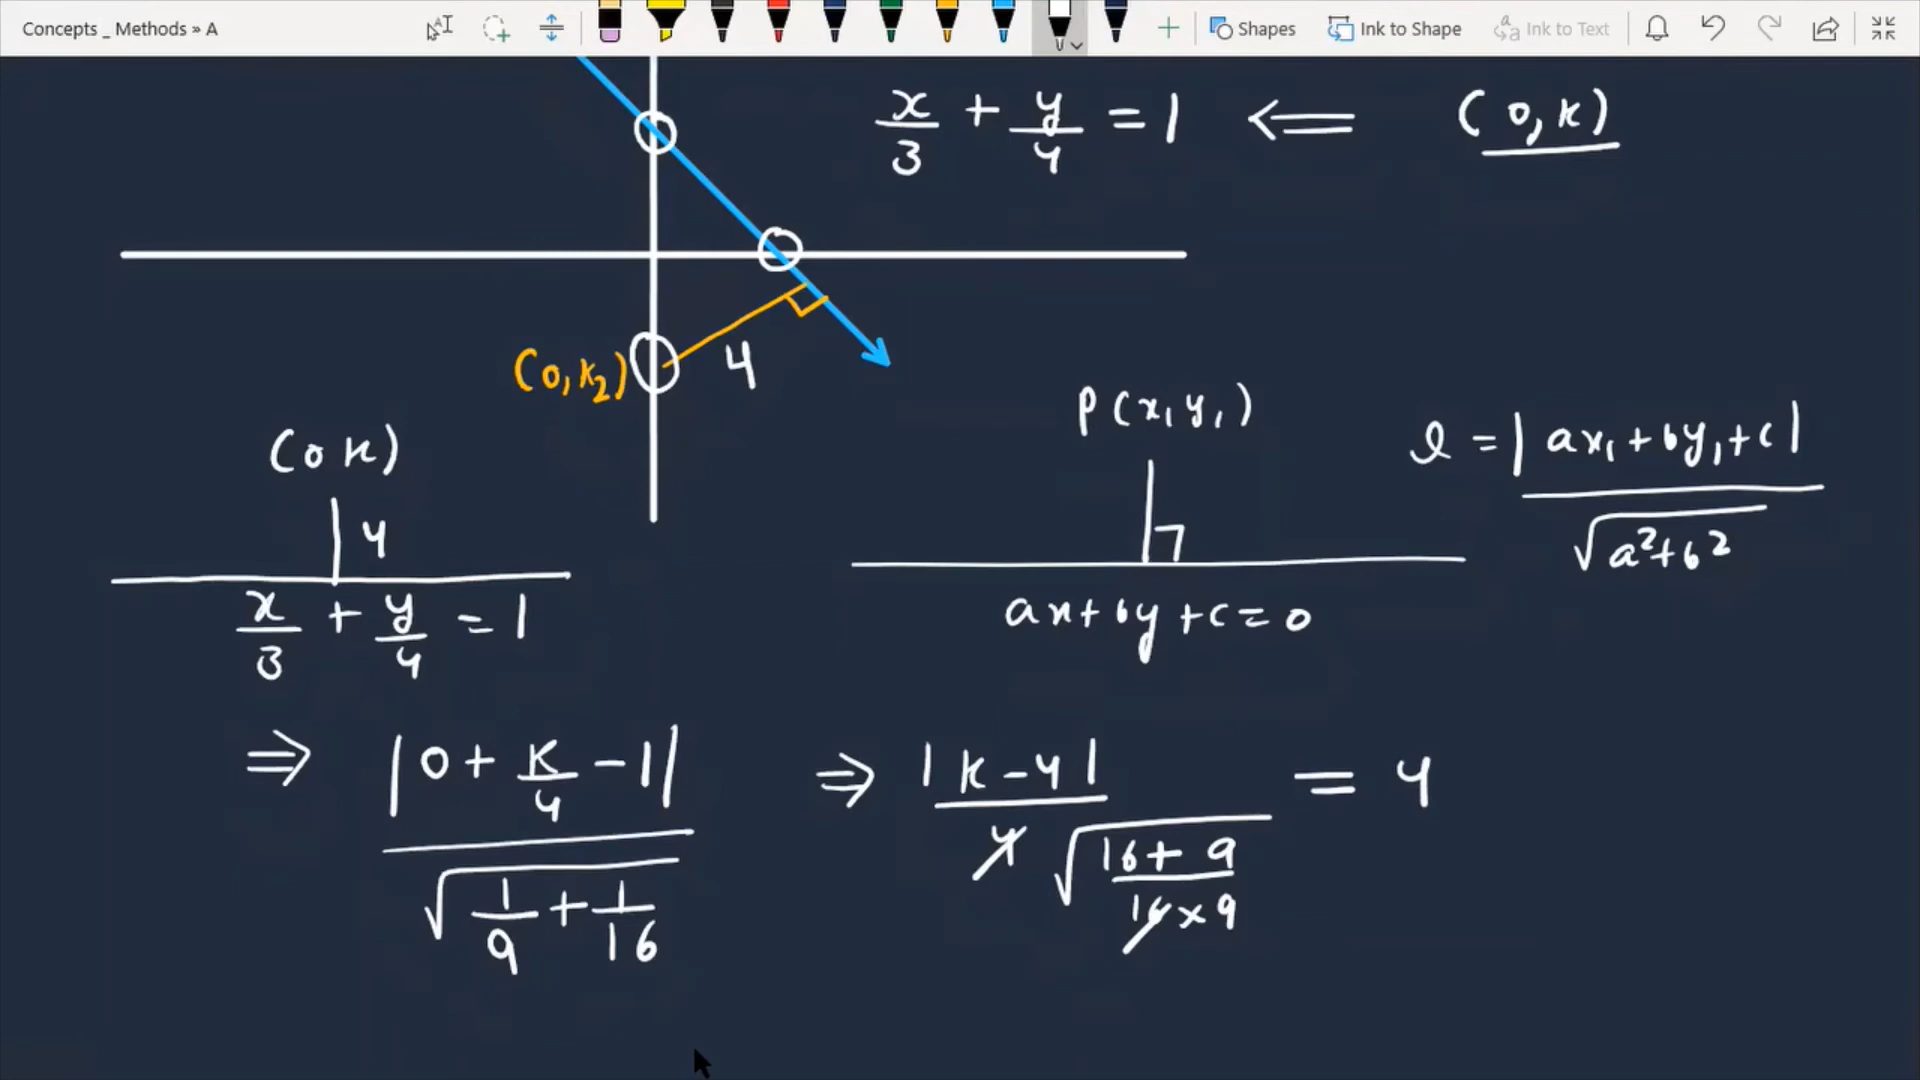 Concepts _ Methods » A
Shapes Ink to Shape Ink to Text
x/3 + y/4 = 1 ⇐ (0,k)
(0,k₂) 4
(0 k)
4
x/3 + y/4 = 1
P(x₁ y₁)
ax+by+c=0
l = |ax₁+by₁+c| / √(a²+b²)
⇒ |0 + k/4 - 1| / √(1/9 + 1/16) ⇒ |k-4| / 4√((16+9)/(16×9)) = 4